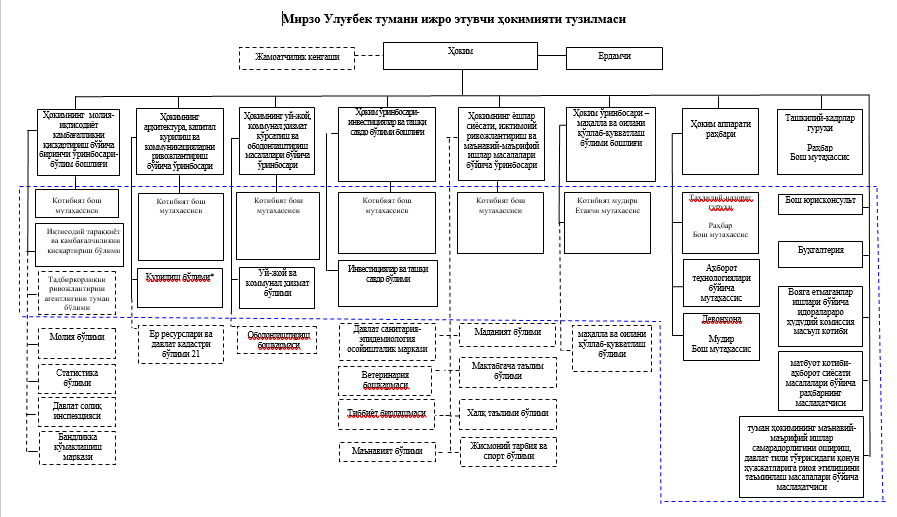 Мирзо Улуғбек тумани ижро этувчи ҳокимияти тузилмаси
Жамоатчилик кенгаши
Ҳоким
Ердамчи
Ҳокимнинг молия-
иқтисодиёт
камбағалликни
қисқартириш бўйича
биринчи ўринбосари-
бўлим бошлиғи
Ҳокимнинг
архитектура, капитал
қурилиш ва
коммуникацияларни
ривожлантириш
бўйича ўринбосари
Ҳокимнинг уй-жой,
коммунал хизмат
кўрсатиш ва
ободонлаштириш
масалалари бўйича
ўринбосари
Ҳоким ўринбосари-
инвестициялар ва ташқи
савдо бўлими бошлиғи
Ҳокимнинг ёшлар
сиёсати, ижтимоий
ривожлантириш ва
маънавий-маърифий
ишлар масалалари
бўйича ўринбосари
Ҳоким ўринбосари –
маҳалла ва оилани
қўллаб-қувватлаш
бўлими бошлиғи
Ҳоким аппарати
раҳбари
Ташкилий-кадрлар
гуруҳи
Раҳбар
Бош мутахассис
Котибият бош
мутахассиси
Котибият бош
мутахассис
Котибият бош
мутахассис
Котибият бош
мутахассис
Котибият бош
мутахассис
Котибият мудири
Етакчи мутахассис
Раҳбар
Бош мутахассис
Бош юрисконсульт
Иқтисодий тараққиёт
ва камбағалчиликни
қисқартириш бўлими
Қурилиш бўлими*
Уй-жой ва
коммунал хизмат
бўлими
Инвестициялар ва ташқи
савдо бўлими
Ахборот
технологиялари
бўйича
мутахассис
Бухгалтерия
Тадбиркорликни
ривожлантириш
агентлигининг туман
бўлими
Девонхона
Мудир
Бош мутахассис
Вояга етмаганлар
ишлари бўйича
идоралараро
ҳудудий комиссия
масъул котиби
Молия бўлими
Ер ресурслари ва
давлат кадастри
бўлими 21
Ободонлаштириш
бошқармаси
Давлат санитария-
эпидемиология
осойишталик маркази
Маданият бўлими
маҳалла ва оилани
қўллаб-қувватлаш
бўлими
Статистика
бўлими
Ветеринария
бошқармаси
Мактабгача таълим
бўлими
матбуот котиби-
ахборот сиёсати
масалалари бўйича
раҳбарнинг
маслаҳатчиси
Давлат солиқ
инспекцияси
Тиббиёт бирлашмаси
Халқ таълими бўлими
Бандликка
кўмаклашиш
маркази
Маънавият бўлими
Жисмоний тарбия ва
спорт бўлими
туман ҳокимининг маънавий-
маърифий ишлар
самарадорлигини ошириш,
давлат тили тўғрисидаги қонун
ҳужжатларига риоя этилишини
таъминлаш масалалари бўйича
маслаҳатчиси